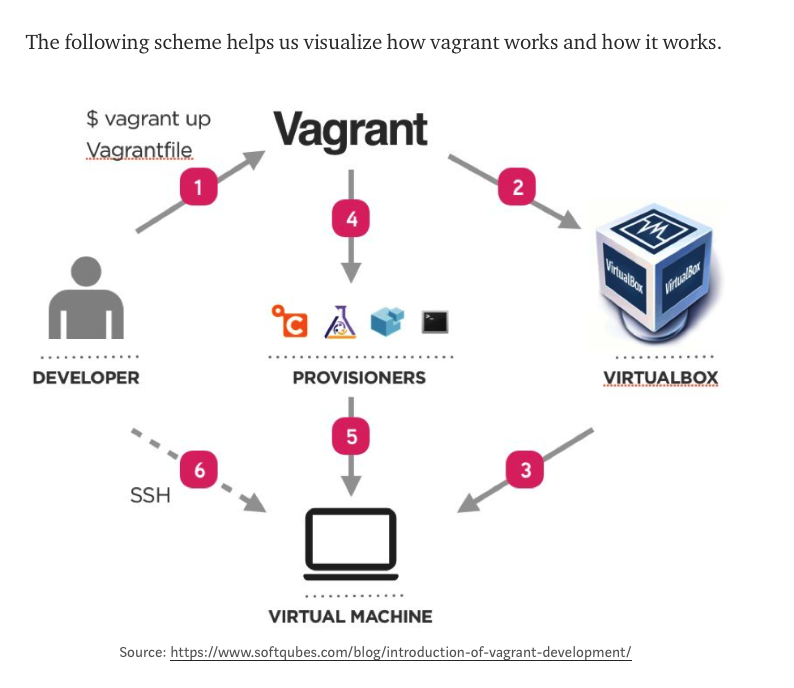 The following scheme helps us visualize how vagrant works and how it works.
$ vagrant up
Vagrantfile
Vagrant
1
2
4
VirtualBox
VirtualBox
DEVELOPER
PROVISIONERS
VIRTUALBOX
5
6
3
SSH
VIRTUAL MACHINE
Source: https://www.softqubes.com/blog/introduction-of-vagrant-development/